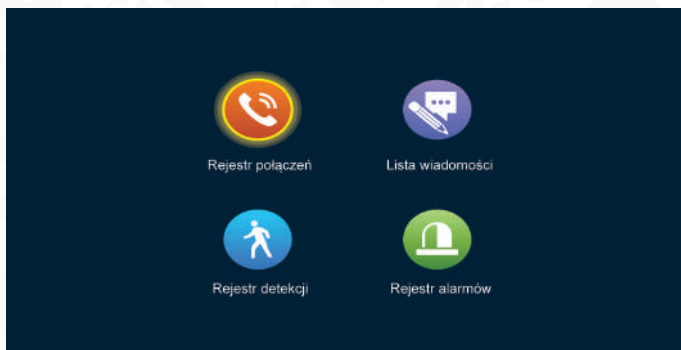 Rejestr połączeń
Lista wiadomości
Rejestr detekcji
Rejestr alarmów